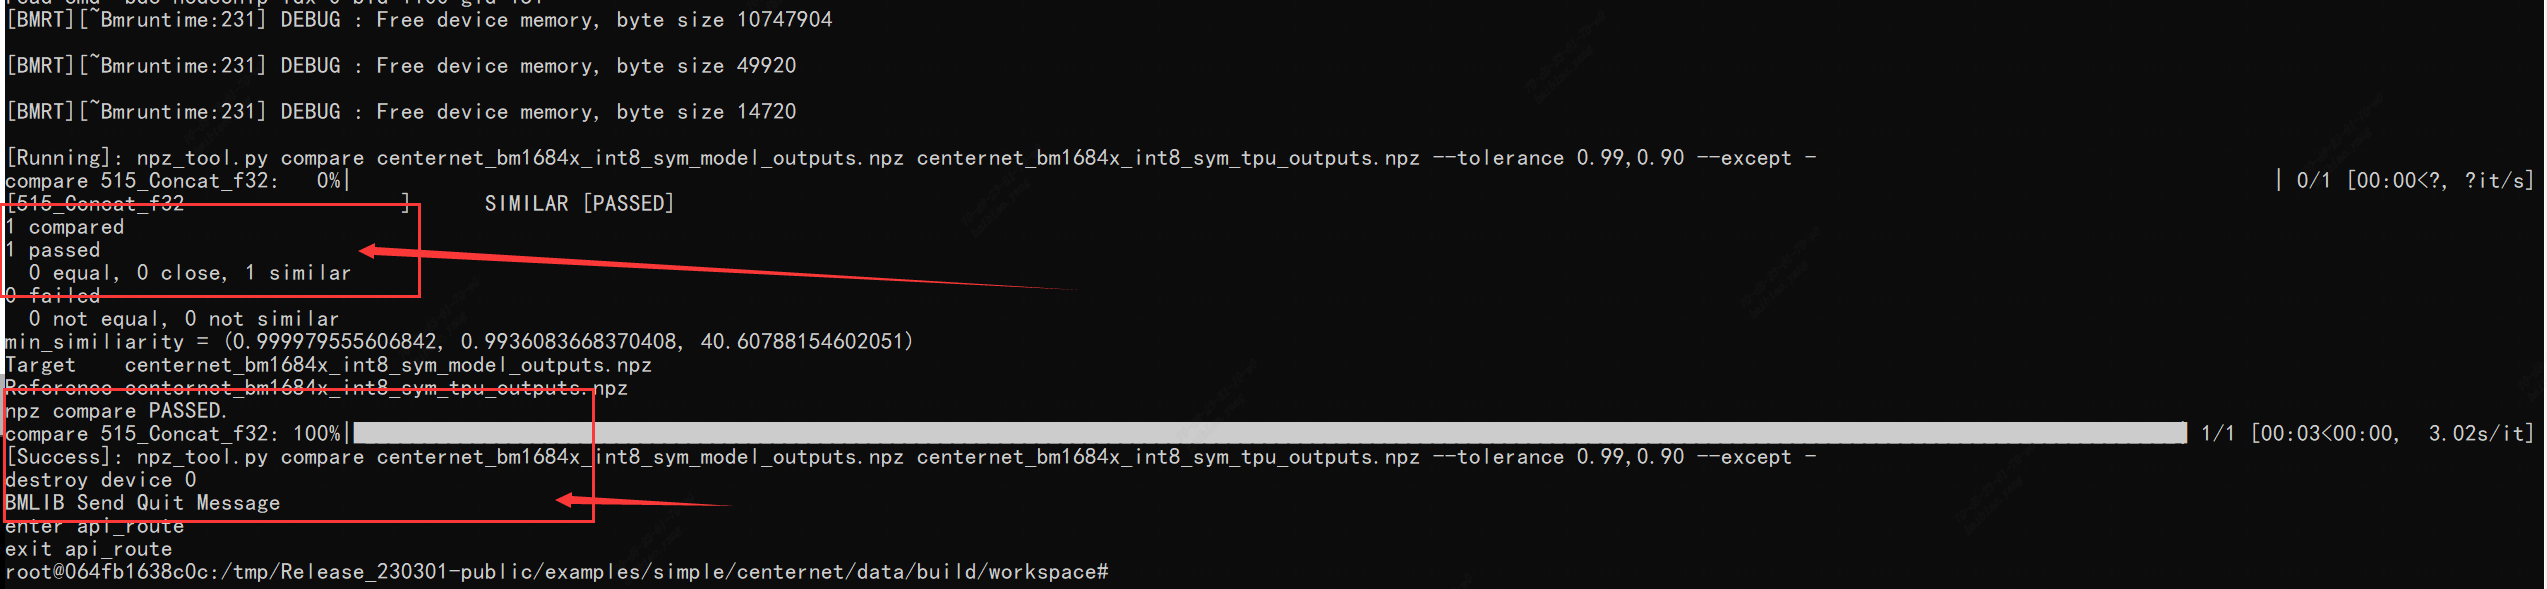 [BMRT][~Bmruntime:231] DEBUG : Free device memory, byte size 10747904
[BMRT][~Bmruntime:231] DEBUG : Free device memory, byte size 49920
[BMRT][~Bmruntime:231] DEBUG : Free device memory, byte size 14720
[Running]: npz_tool.py compare centernet_bm1684x_int8_sym_model_outputs.npz centernet_bm1684x_int8_sym_tpu_outputs.npz --tolerance 0.99,0.90 --except -
compare 515_Concat_f32:   0%|                                                                 | 0/1 [00:00<?, ?it/s]
[515_Concat_f32                  ]      SIMILAR [PASSED]
1 compared
1 passed
  0 equal, 0 close, 1 similar
0 failed
  0 not equal, 0 not similar
min_similiarity = (0.999979555606842, 0.9936083668370408, 40.60788154602051)
Target    centernet_bm1684x_int8_sym_model_outputs.npz
Reference centernet_bm1684x_int8_sym_tpu_outputs.npz
npz compare PASSED.
compare 515_Concat_f32: 100%| 1/1 [00:03<00:00,  3.02s/it]
[Success]: npz_tool.py compare centernet_bm1684x_int8_sym_model_outputs.npz centernet_bm1684x_int8_sym_tpu_outputs.npz --tolerance 0.99,0.90 --except -
destroy device 0
BMLIB Send Quit Message
enter api_route
exit api_route
root@064fb1638c0c:/tmp/Release_230301-public/examples/simple/centernet/data/build/workspace#